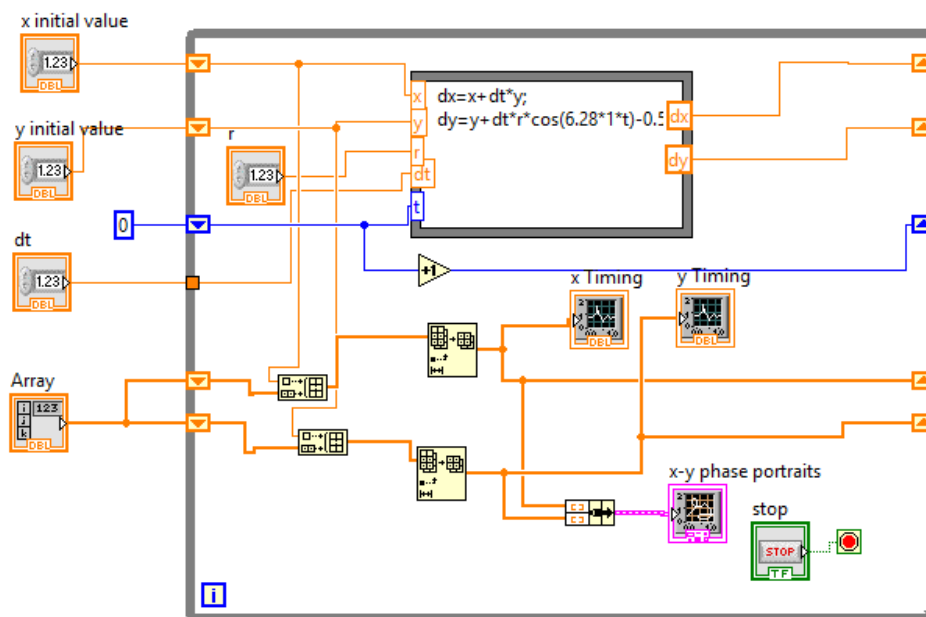 x initial value
1.23
DBL
y initial value
1.23
DBL
r
1.23
DBL
x
y
r
dt
t
dx=x+dt*y;
dy=y+dt*r*cos(6.28*1*t)-0.5
dx
dy
0
dt
1.23
DBL
+1
x Timing
DBL
y Timing
DBL
Array
i
j
k
123
DBL
x-y phase portraits
stop
STOP
TF
i